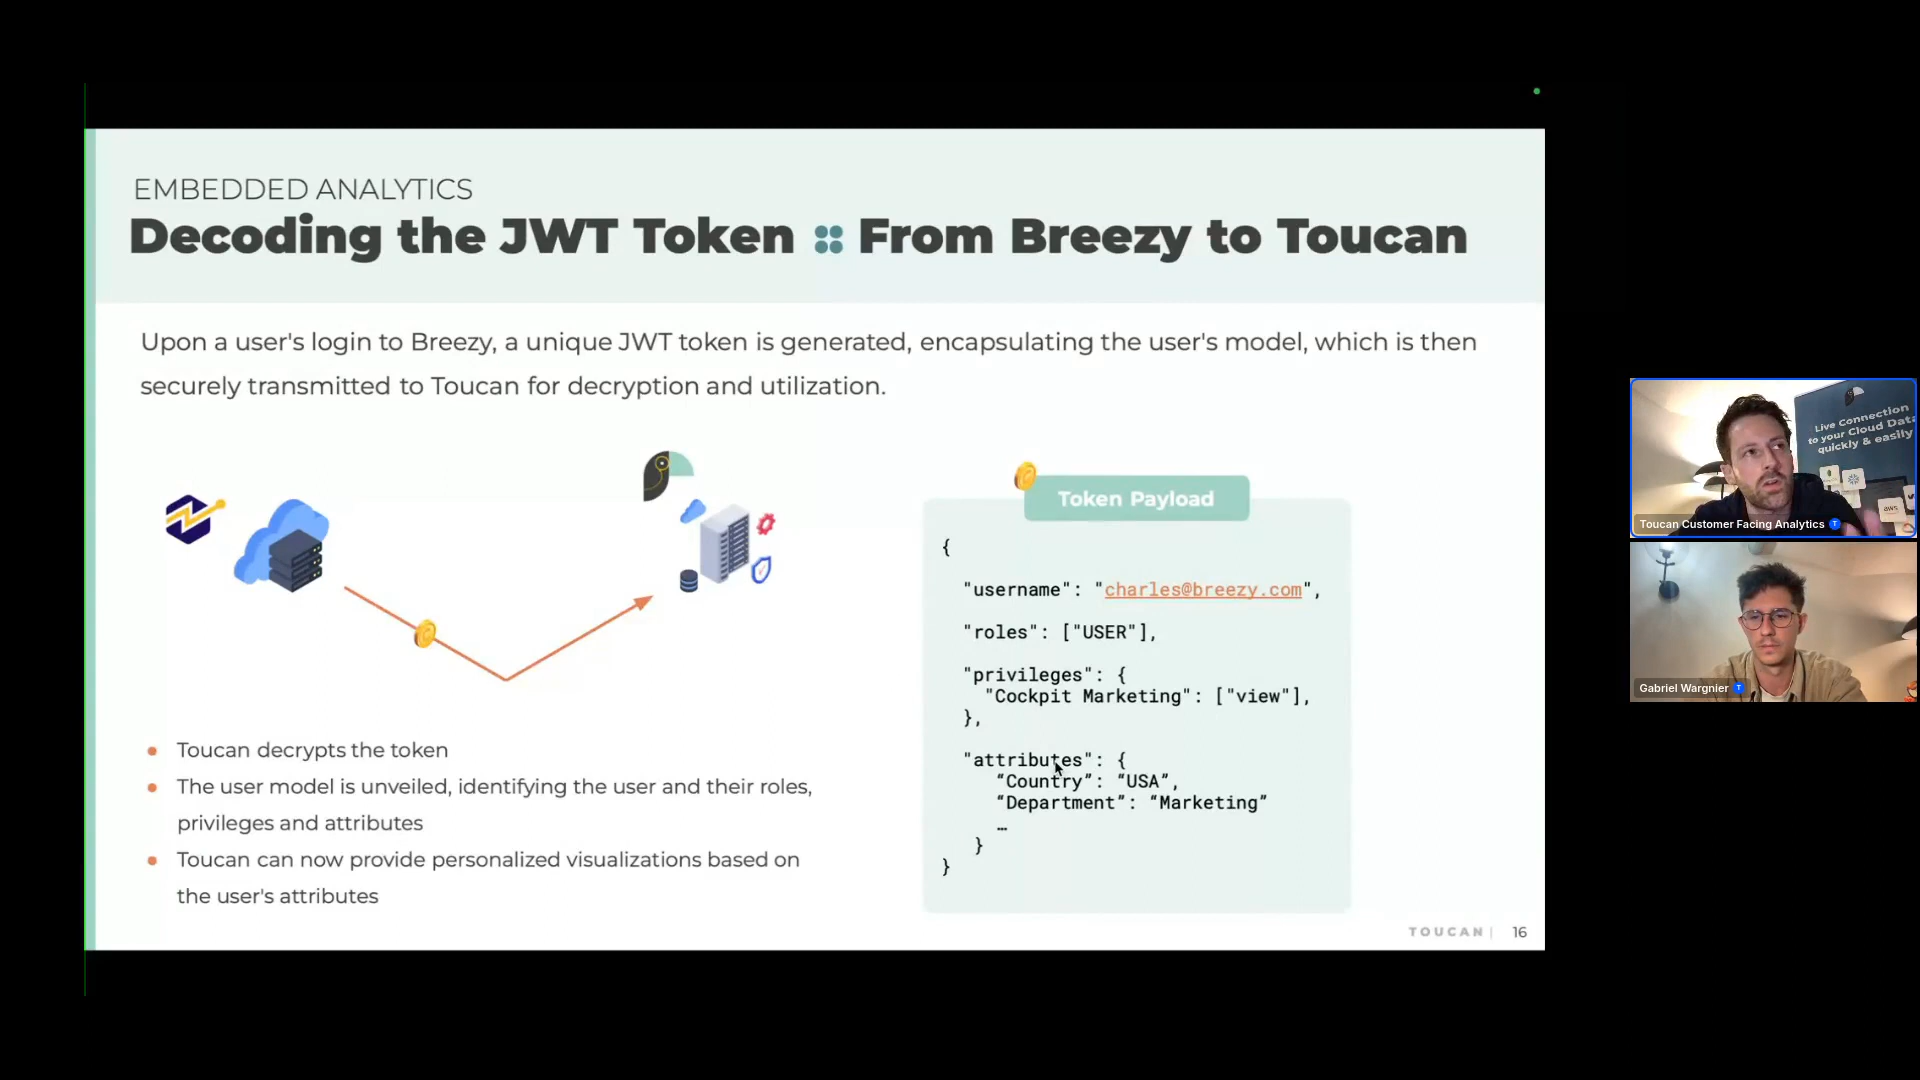 EMBEDDED ANALYTICS
Decoding the JWT Token :: From Breezy to Toucan
Upon a user's login to Breezy, a unique JWT token is generated, encapsulating the user's model, which is then
securely transmitted to Toucan for decryption and utilization.
Toucan decrypts the token
The user model is unveiled, identifying the user and their roles,
privileges and attributes
Toucan can now provide personalized visualizations based on
the user's attributes
Token Payload
{
"username": "charles@breezy.com",
"roles": ["USER"],
"privileges": {
"Cockpit Marketing": ["view"],
},
"attributes": {
“Country”: “USA”,
“Department”: “Marketing”
…
}
}
TOUCAN | 16
Live Connection
to your Cloud Data
quickly & easily
aws
Toucan Customer Facing Analytics T
Gabriel Wargnier T